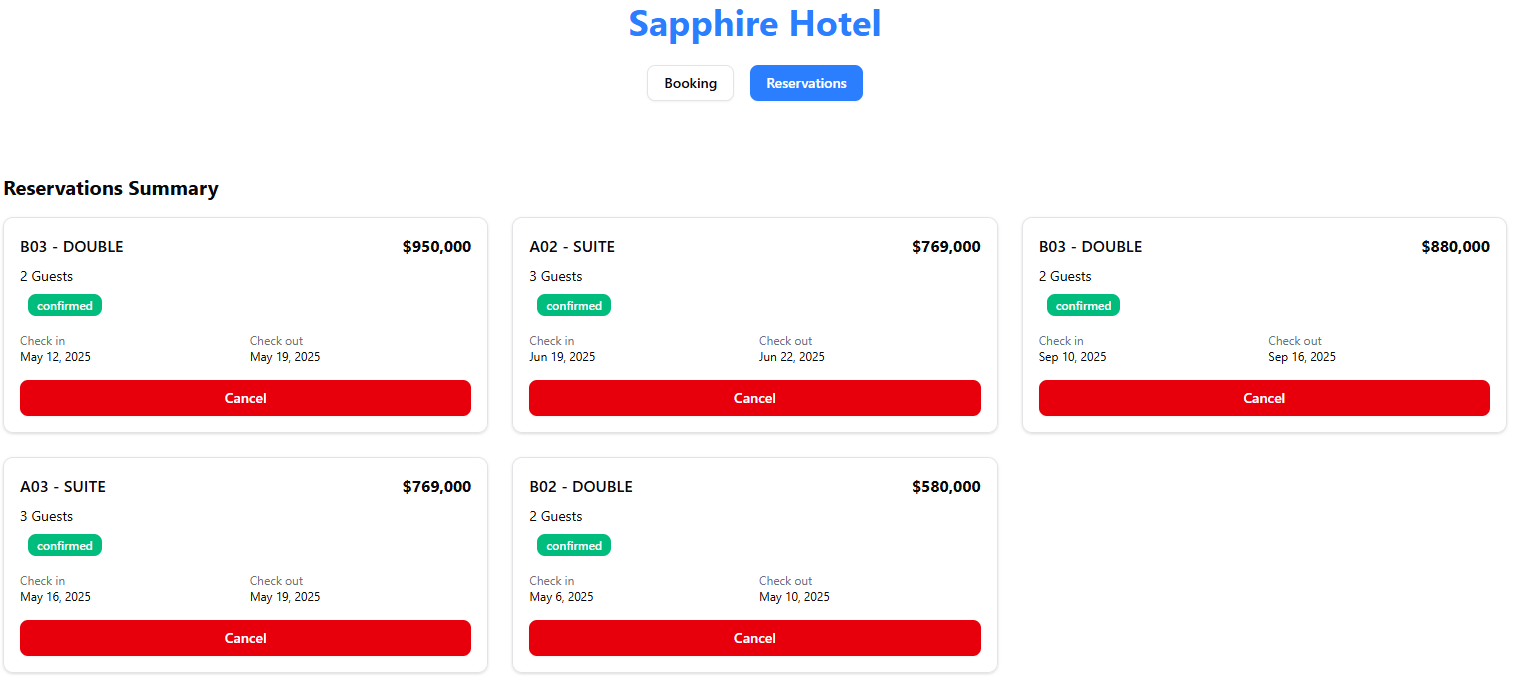 Sapphire Hotel
Booking
Reservations
Reservations Summary
B03 - DOUBLE
$950,000
2 Guests
confirmed
Check in
Check out
May 12, 2025
May 19, 2025
Cancel
A02 - SUITE
$769,000
3 Guests
confirmed
Check in
Check out
Jun 19, 2025
Jun 22, 2025
Cancel
B03 - DOUBLE
$880,000
2 Guests
confirmed
Check in
Check out
Sep 10, 2025
Sep 16, 2025
Cancel
A03 - SUITE
$769,000
3 Guests
confirmed
Check in
Check out
May 16, 2025
May 19, 2025
Cancel
B02 - DOUBLE
$580,000
2 Guests
confirmed
Check in
Check out
May 6, 2025
May 10, 2025
Cancel